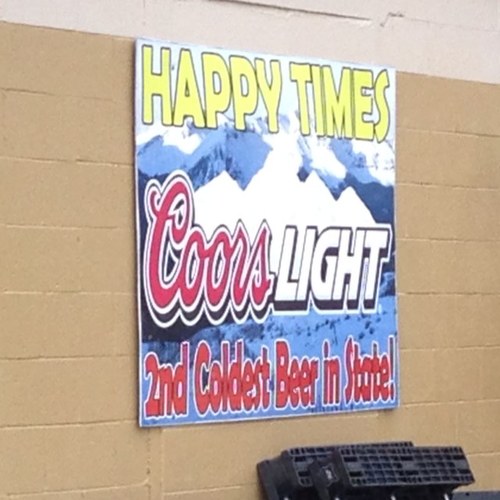 HAPPY TIMES
Coors LIGHT
2nd Coldest Beer in State!